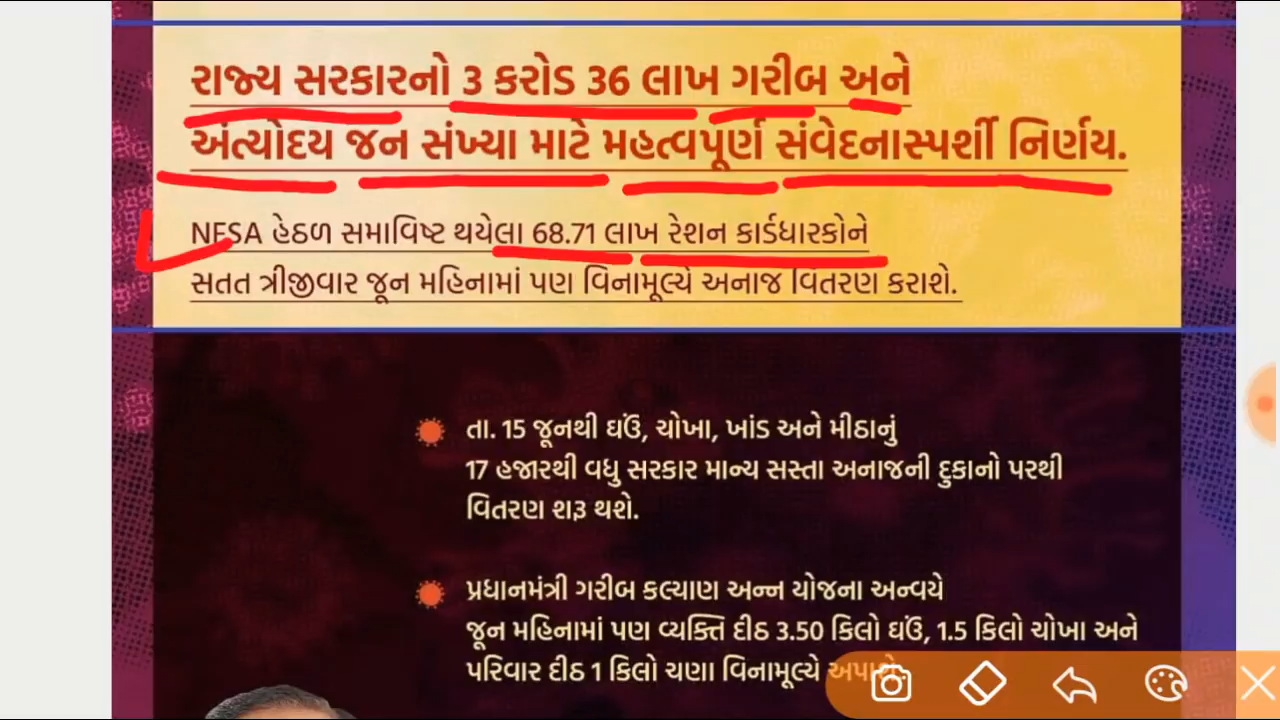 રાજ્ય સરકારનો 3 કરોડ 36 લાખ ગરીબ અને
અંત્યોદય જન સંખ્યા માટે મહત્વપૂર્ણ સંવેદનાસ્પર્શી નિર્ણય.
NFSA હેઠળ સમાવિષ્ટ થયેલા 68.71 લાખ રેશન કાર્ડધારકોને
સતત ત્રીજીવાર જૂન મહિનામાં પણ વિનામૂલ્યે અનાજ વિતરણ કરાશે.
તા. 15 જૂનથી ઘઉં, ચોખા, ખાંડ અને મીઠાનું
17 હજારથી વધુ સરકાર માન્ય સસ્તા અનાજની દુકાનો પરથી
વિતરણ શરૂ થશે.
પ્રધાનમંત્રી ગરીબ કલ્યાણ અન્ન યોજના અન્વયે
જૂન મહિનામાં પણ વ્યક્તિ દીઠ 3.50 કિલો ઘઉં, 1.5 કિલો ચોખા અને
પરિવાર દીઠ 1 કિલો ચણા વિનામૂલ્યે